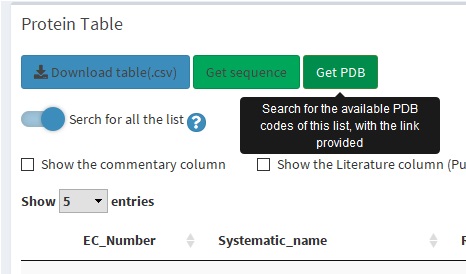 Protein Table
Download table(.csv) Get sequence Get PDB
Search for the available PDB
codes of this list, with the link
provided
Serch for all the list ?
Show the commentary column Show the Literature column (Pu
Show 5 entries
EC_Number Systematic_name